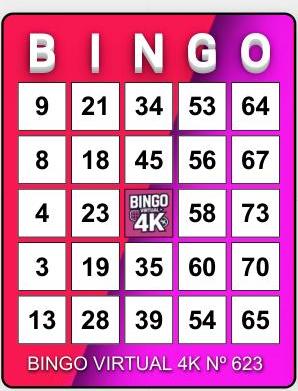 B I N G O
9 21 34 53 64
8 18 45 56 67
4 23 BINGO VIRTUAL 4K 58 73
3 19 35 60 70
13 28 39 54 65
BINGO VIRTUAL 4K Nº 623